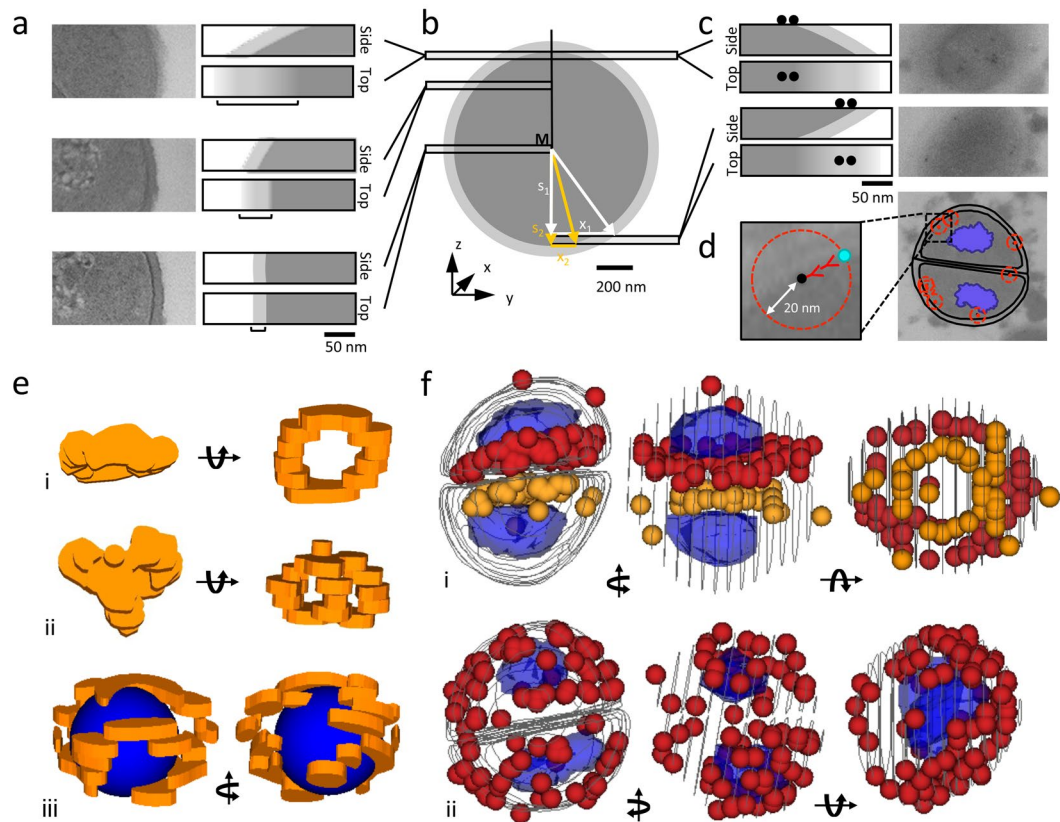 a
Side
Top
Side
Top
Side
Top
50 nm
b
M
s1
s2
x1
x2
z
x
y
200 nm
c
Side
Top
Side
Top
50 nm
d
20 nm
e
i
ii
iii
f
i
ii